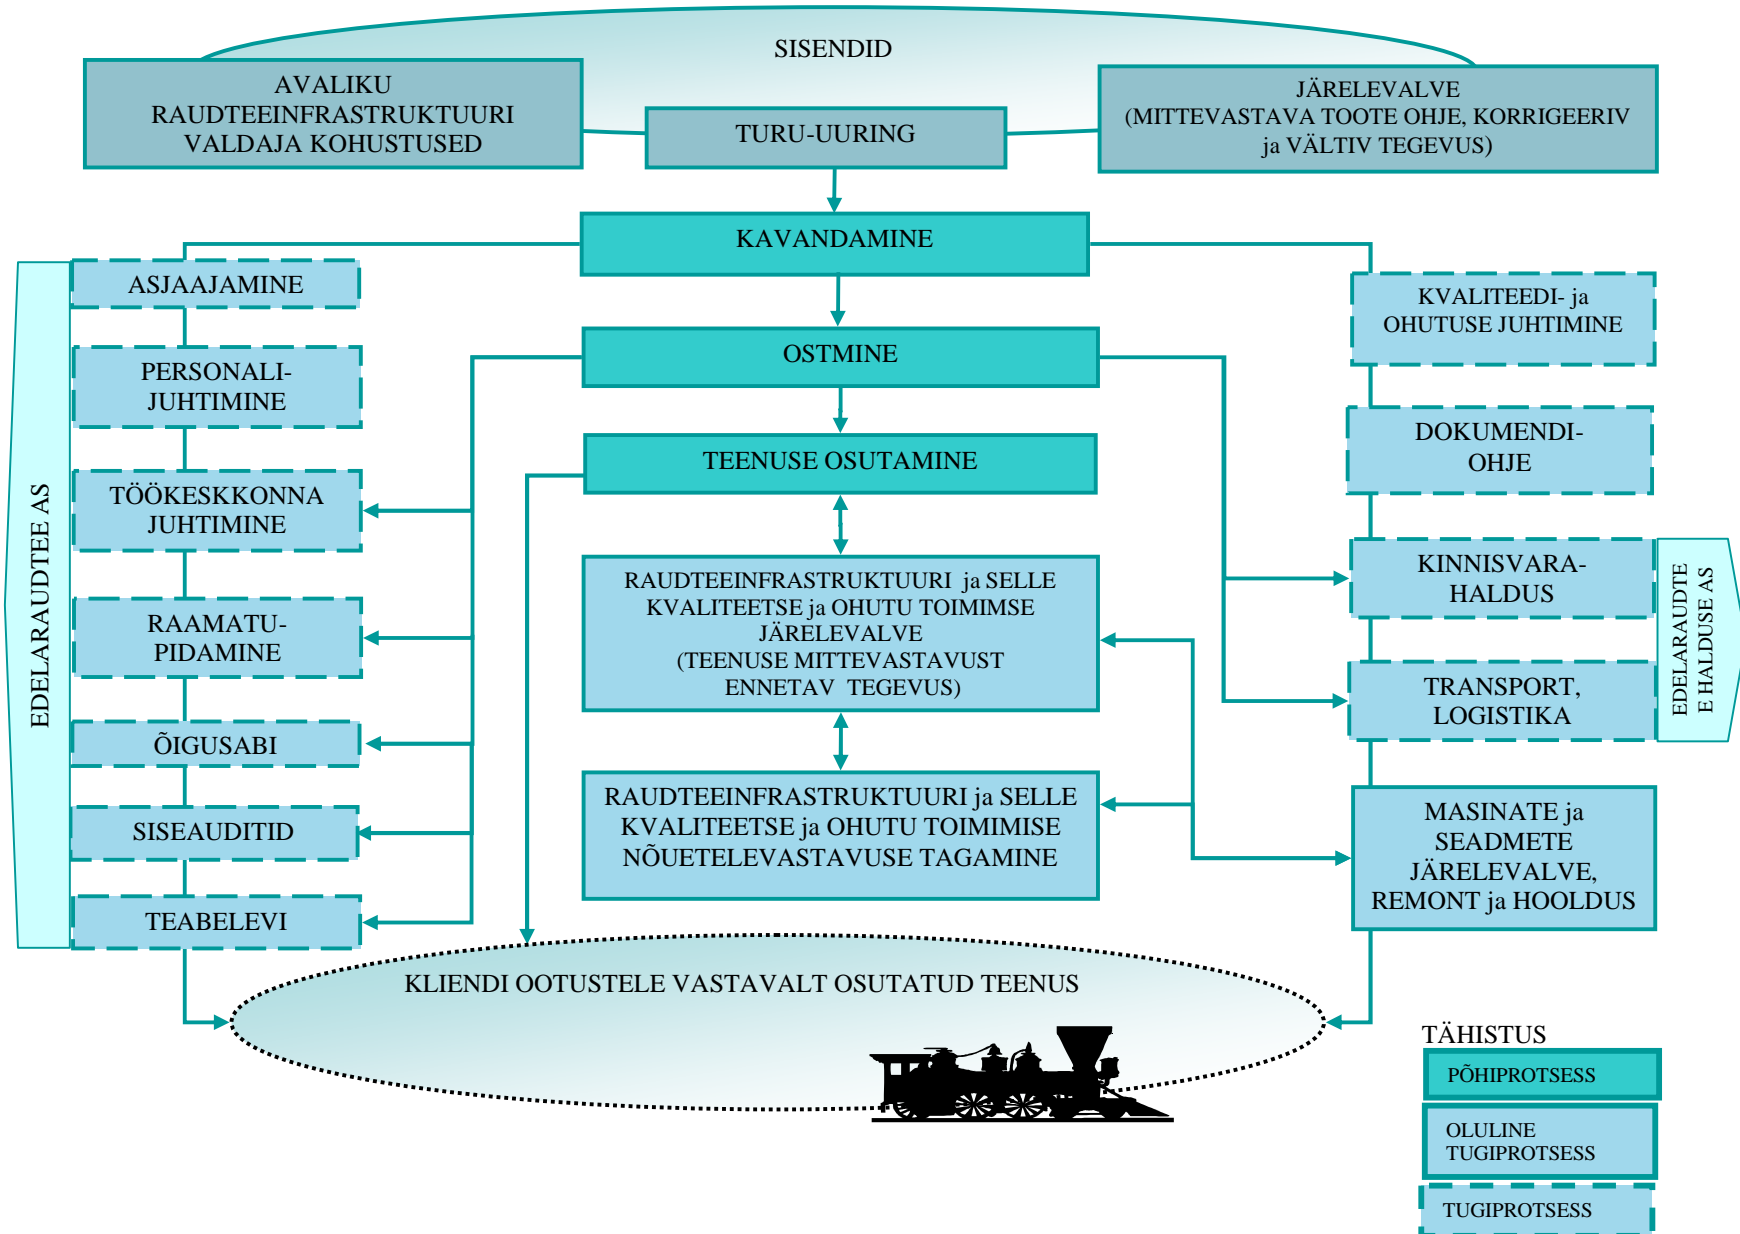 SISENDID
AVALIKU
RAUDTEEINFRASTRUKTUURI
VALDAJA KOHUSTUSED
TURU-UURING
JÄRELEVALVE
(MITTEVASTAVA TOOTE OHJE, KORRIGEERIV
ja VÄLTIV TEGEVUS)
KAVANDAMINE
OSTMINE
TEENUSE OSUTAMINE
RAUDTEEINFRASTRUKTUURI ja SELLE
KVALITEETSE ja OHUTU TOIMIMSE
JÄRELEVALVE
(TEENUSE MITTEVASTAVUST
ENNETAV TEGEVUS)
RAUDTEEINFRASTRUKTUURI ja SELLE
KVALITEETSE ja OHUTU TOIMIMISE
NÕUETELEVASTAVUSE TAGAMINE
EDELARAUDTEE AS
ASJAAJAMINE
PERSONALI-
JUHTIMINE
TÖÖKESKKONNA
JUHTIMINE
RAAMATU-
PIDAMINE
ÕIGUSABI
SISEAUDITID
TEABELEVI
KVALITEEDI- ja
OHUTUSE JUHTIMINE
DOKUMENDI-
OHJE
KINNISVARA-
HALDUS
TRANSPORT,
LOGISTIKA
EDELARAUDTE
E HALDUSE AS
MASINATE ja
SEADMETE
JÄRELEVALVE,
REMONT ja HOOLDUS
KLIENDI OOTUSTELE VASTAVALT OSUTATUD TEENUS
TÄHISTUS
PÕHIPROTSESS
OLULINE
TUGIPROTSESS
TUGIPROTSESS